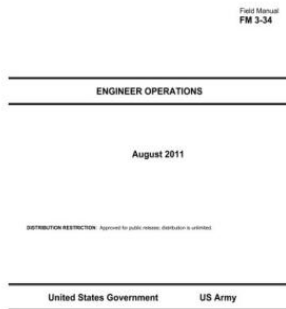 Field Manual
FM 3-34
ENGINEER OPERATIONS
August 2011
DISTRIBUTION RESTRICTION: Approved for public release; distribution is unlimited.
United States Government US Army